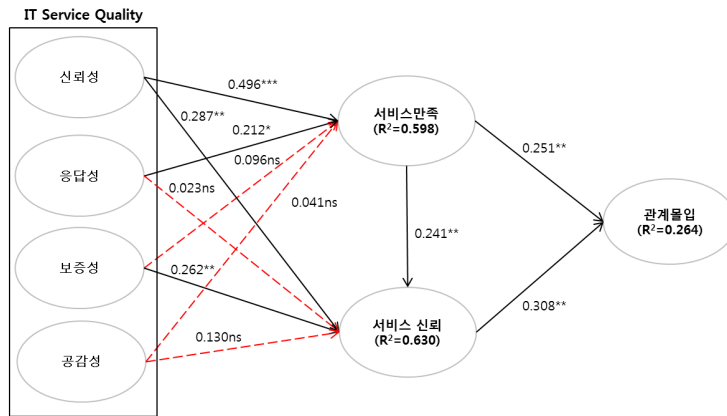 IT Service Quality
신뢰성
응답성
보증성
공감성
0.496***
0.287**
0.212*
0.096ns
0.023ns
0.041ns
0.262**
0.130ns
서비스만족
(R²=0.598)
0.241**
서비스 신뢰
(R²=0.630)
0.251**
0.308**
관계몰입
(R²=0.264)